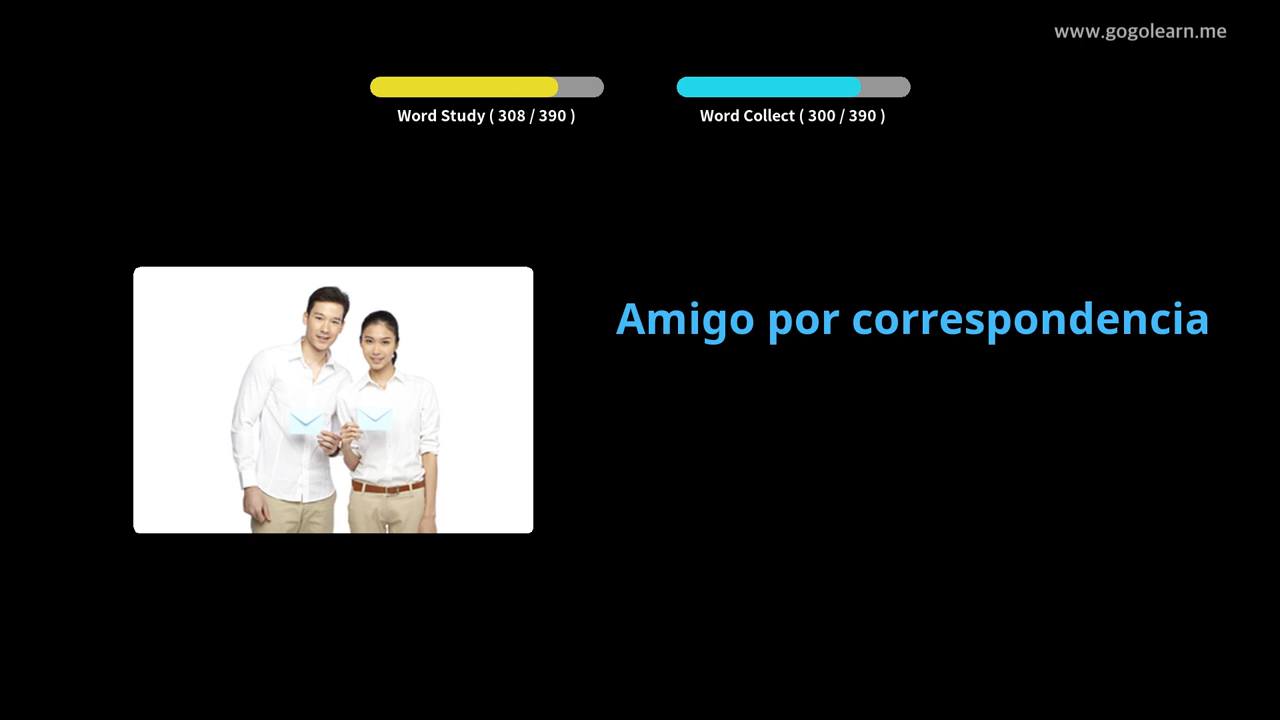 www.gogolearn.me
Word Study ( 308 / 390 )
Word Collect ( 300 / 390 )
Amigo por correspondencia